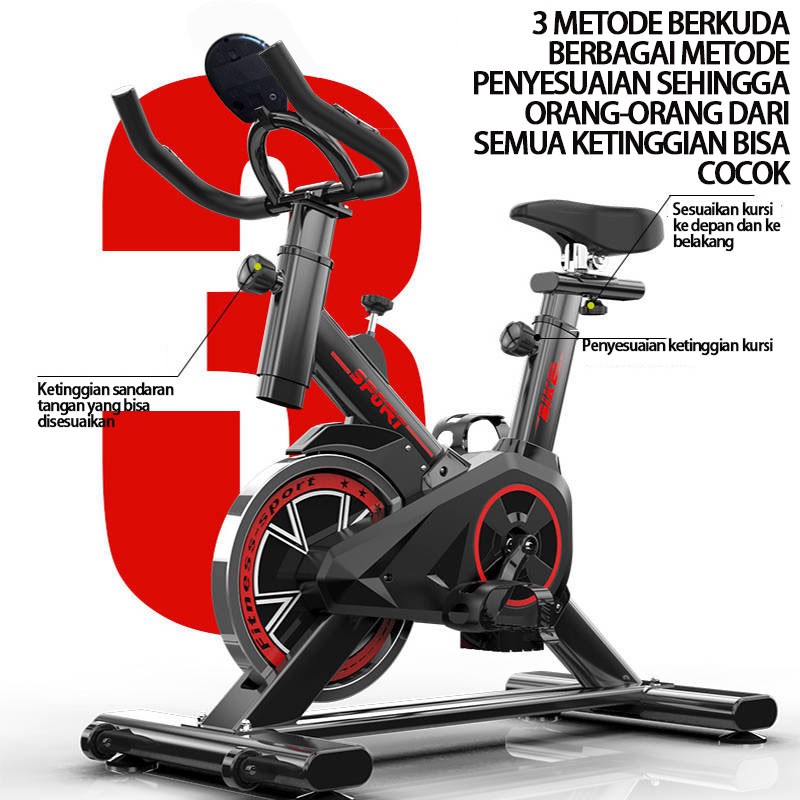 3 METODE BERKUDA
BERBAGAI METODE
PENYESUAIAN SEHINGGA
ORANG-ORANG DARI
SEMUA KETINGGIAN BISA
COCOK
Sesuaikan kursi
ke depan dan ke
belakang
Penyesuaian ketinggian kursi
Ketinggian sandaran
tangan yang bisa
disesuaikan
3
SPORT
BIKE
Fitness-sport